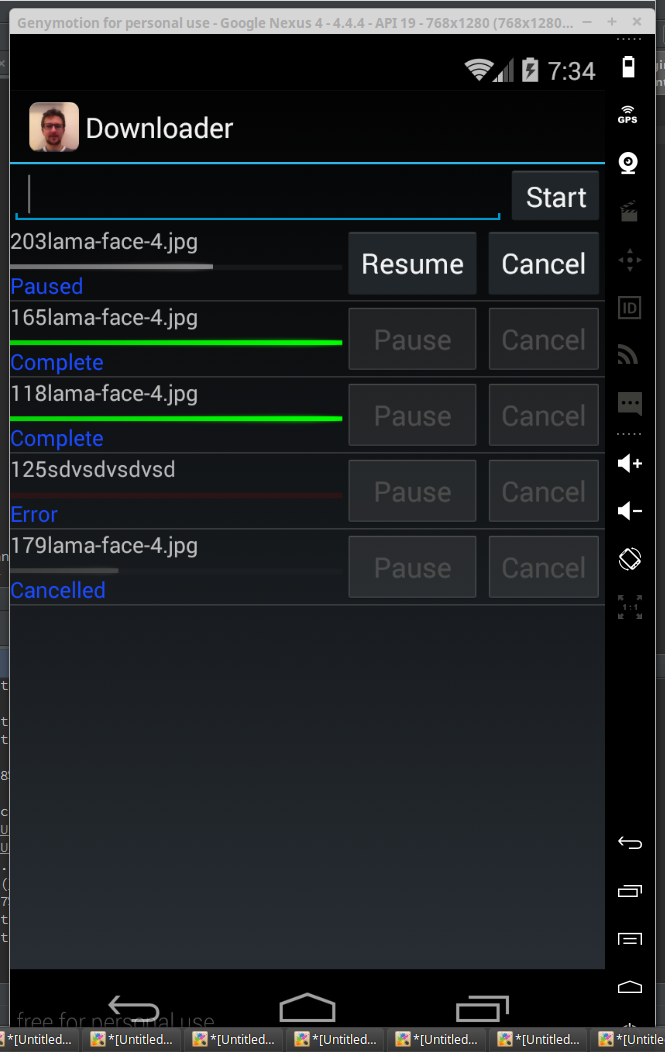 Genymotion for personal use - Google Nexus 4 - 4.4.4 - API 19 - 768x1280 (768x1280...
7:34
GPS
Downloader
Start
203lama-face-4.jpg
Resume
Cancel
Paused
165lama-face-4.jpg
Pause
Cancel
Complete
118lama-face-4.jpg
Pause
Cancel
Complete
125sdvsdvsdvsd
Pause
Cancel
Error
179lama-face-4.jpg
Pause
Cancel
Cancelled
ID
1:1
free for personal use
*[Untitled... *[Untitled... *[Untitled... *[Untitled... *[Untitled... *[Untitled... *[Untitle